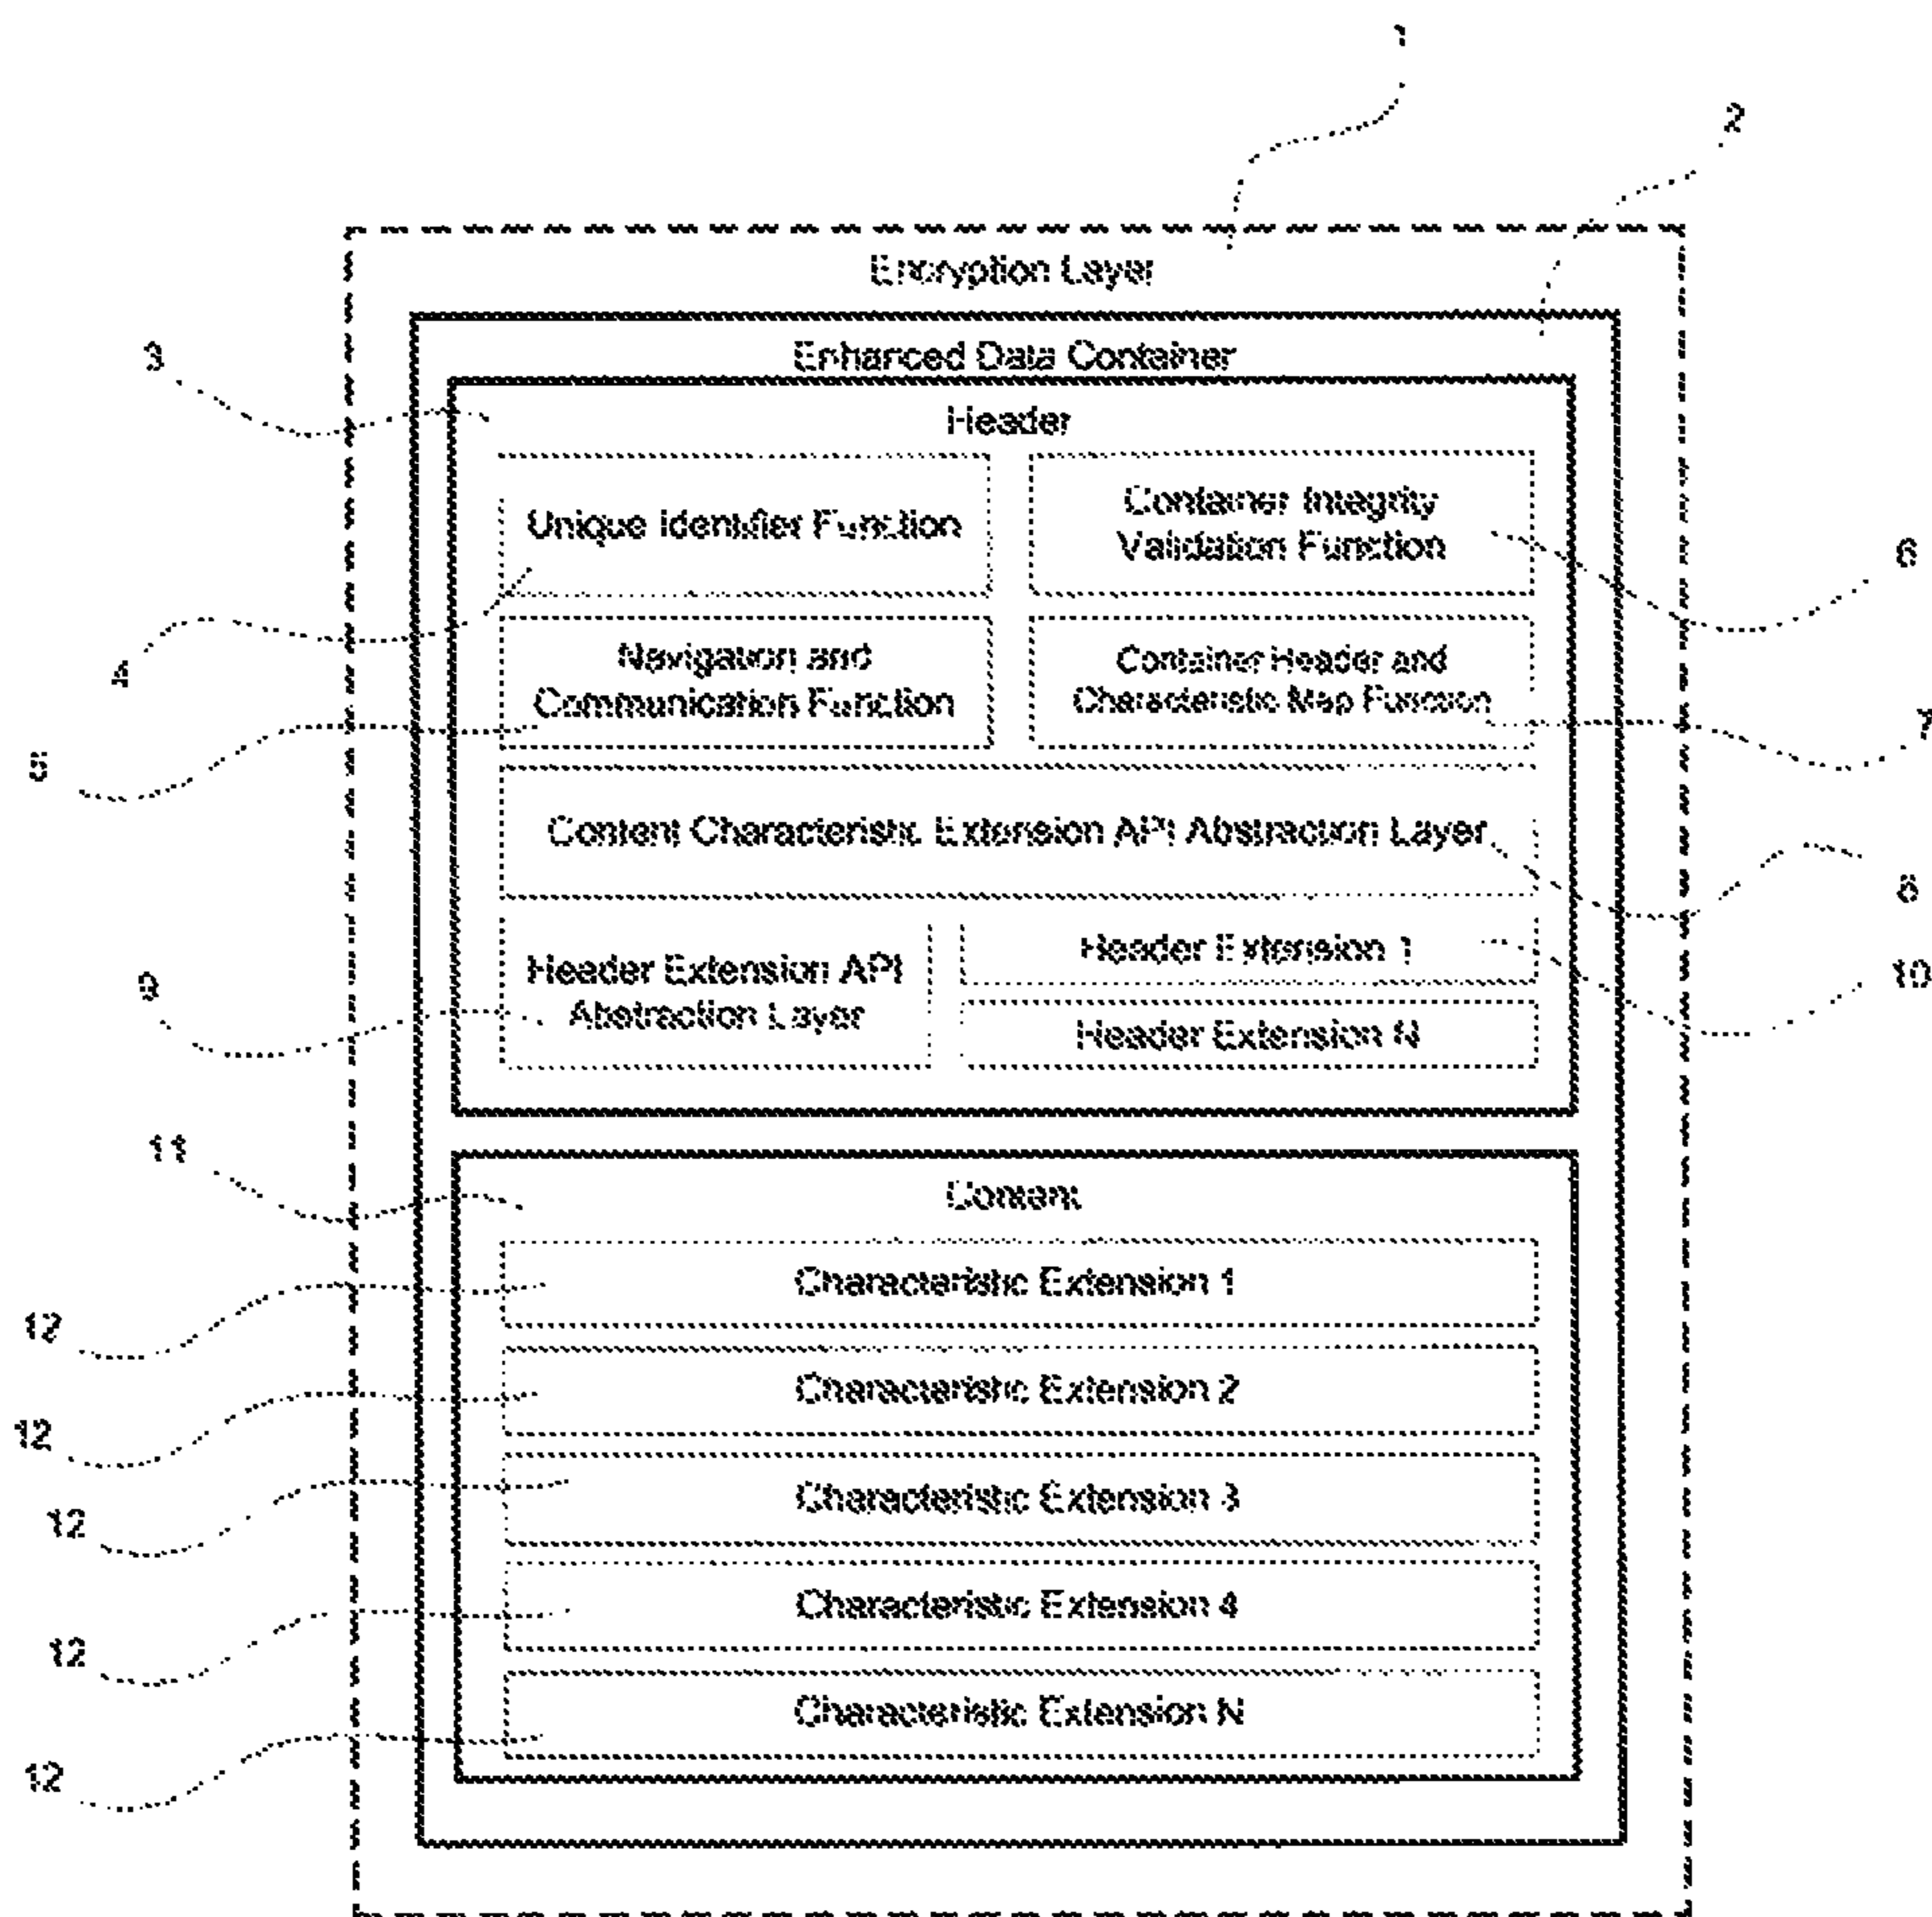 1
2
Encryption Layer
3
Enhanced Data Container
Header
Unique Identifier Function
Container Integrity
Validation Function
6
4
Navigation and
Communication Function
Container Header and
Characteristic Map Function
7
5
Content Characteristic Extension API Abstraction Layer
8
9
Header Extension API
Abstraction Layer
Header Extension 1
10
Header Extension N
11
Content
Characteristic Extension 1
12
Characteristic Extension 2
12
Characteristic Extension 3
12
Characteristic Extension 4
12
Characteristic Extension N
12